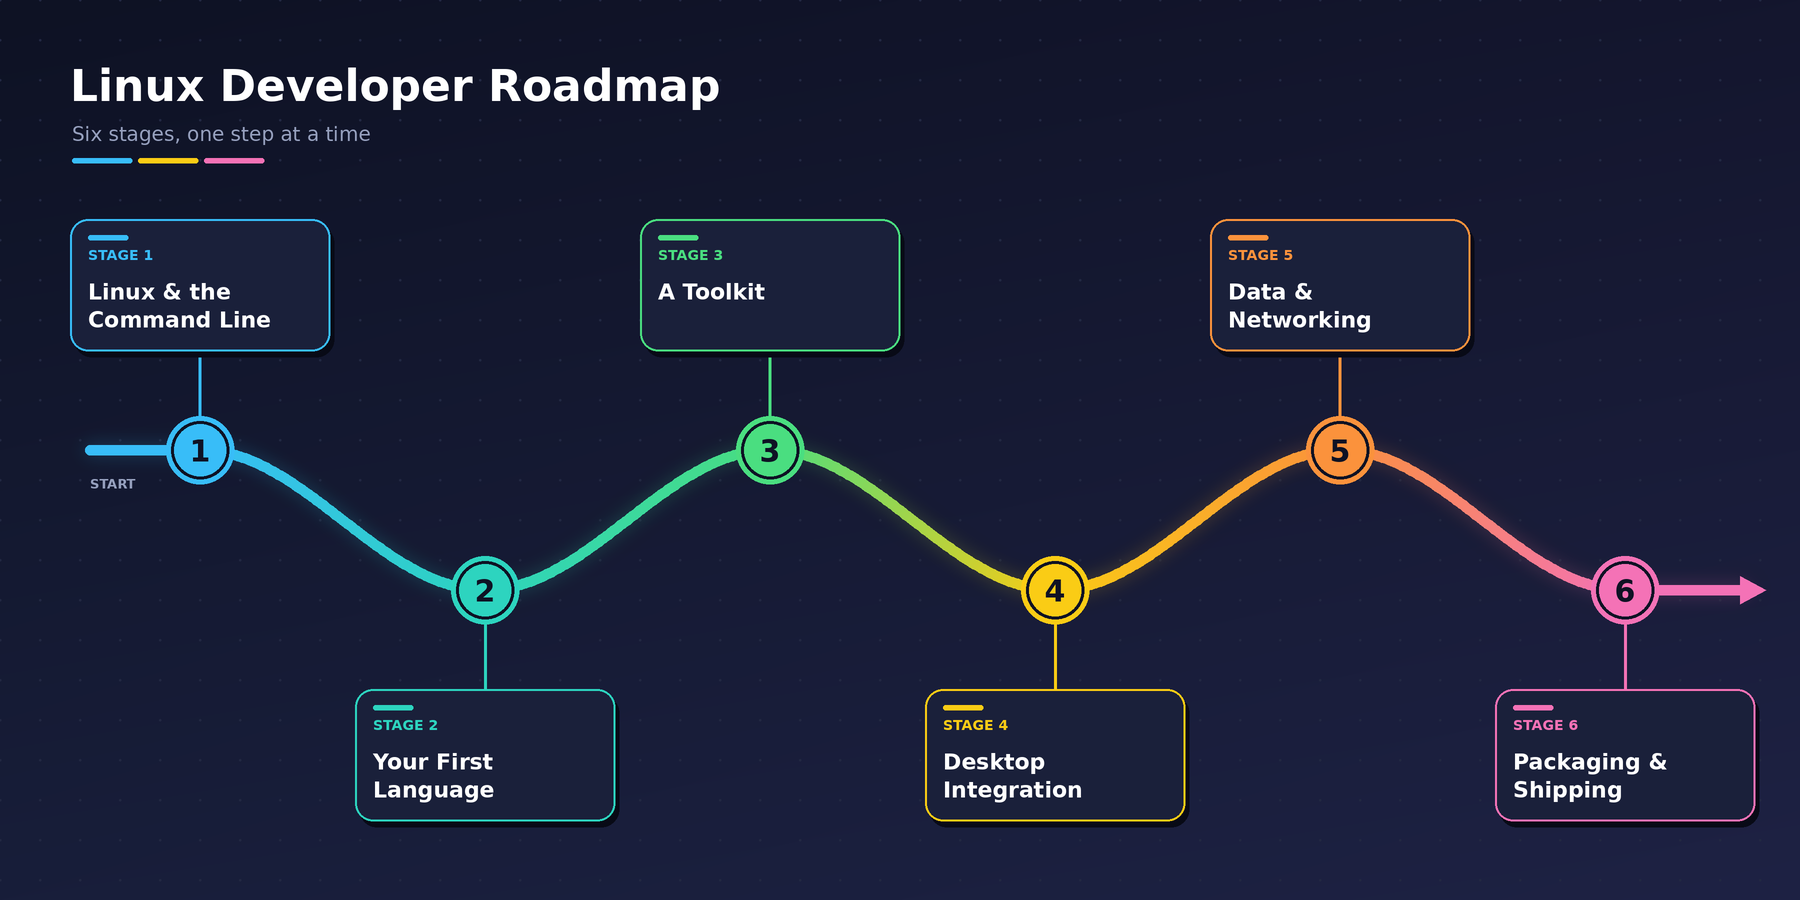 Linux Developer Roadmap
Six stages, one step at a time
STAGE 1
Linux & the
Command Line
STAGE 3
A Toolkit
STAGE 5
Data &
Networking
1
3
5
START
2
4
6
STAGE 2
Your First
Language
STAGE 4
Desktop
Integration
STAGE 6
Packaging &
Shipping